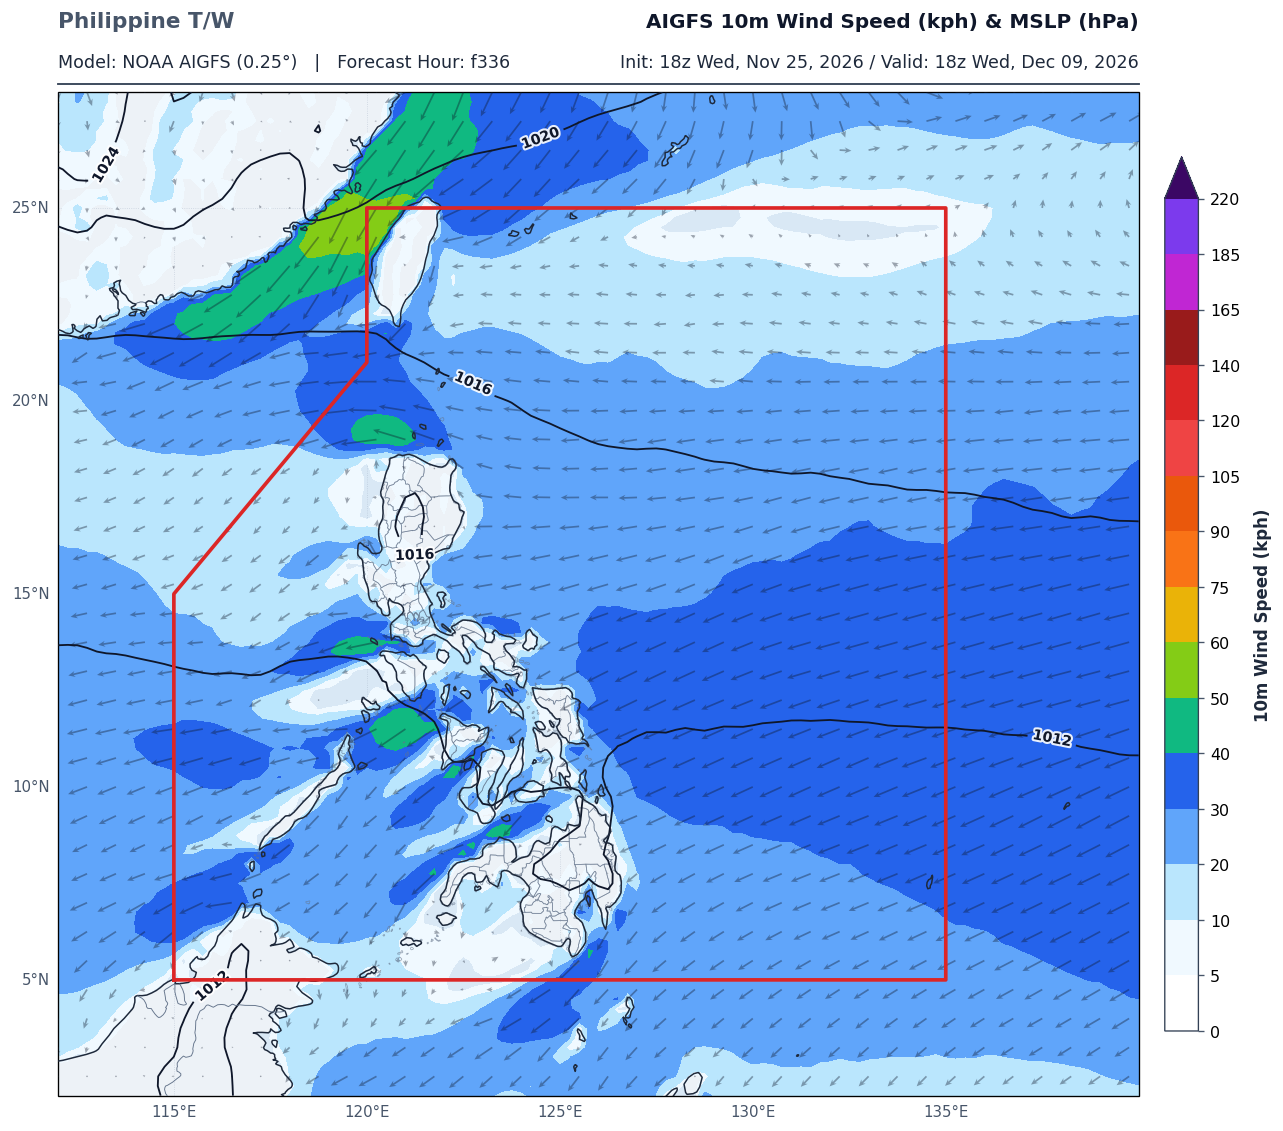 Philippine T/W
AIGFS 10m Wind Speed (kph) & MSLP (hPa)
Model: NOAA AIGFS (0.25°) | Forecast Hour: f336
Init: 18z Wed, Nov 25, 2026 / Valid: 18z Wed, Dec 09, 2026
1024
1020
1016
1016
1012
1012
25°N
20°N
15°N
10°N
5°N
115°E
120°E
125°E
130°E
135°E
220
185
165
140
120
105
90
75
60
50
40
30
20
10
5
0
10m Wind Speed (kph)